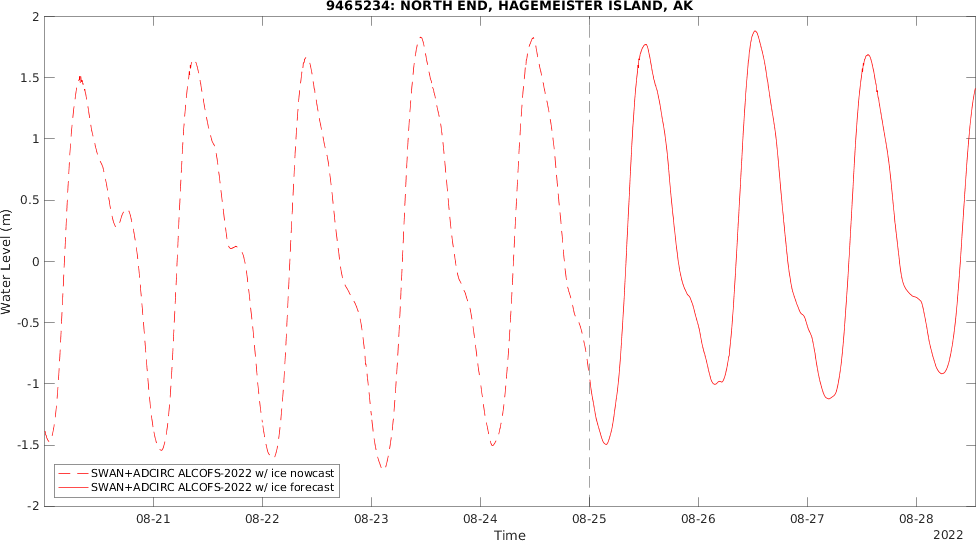 9465234: NORTH END, HAGEMEISTER ISLAND, AK
2
1.5
1
0.5
0
-0.5
-1
-1.5
-2
Water Level (m)
SWAN+ADCIRC ALCOFS-2022 w/ ice nowcast
SWAN+ADCIRC ALCOFS-2022 w/ ice forecast
08-21 08-22 08-23 08-24 08-25 08-26 08-27 08-28
Time
2022